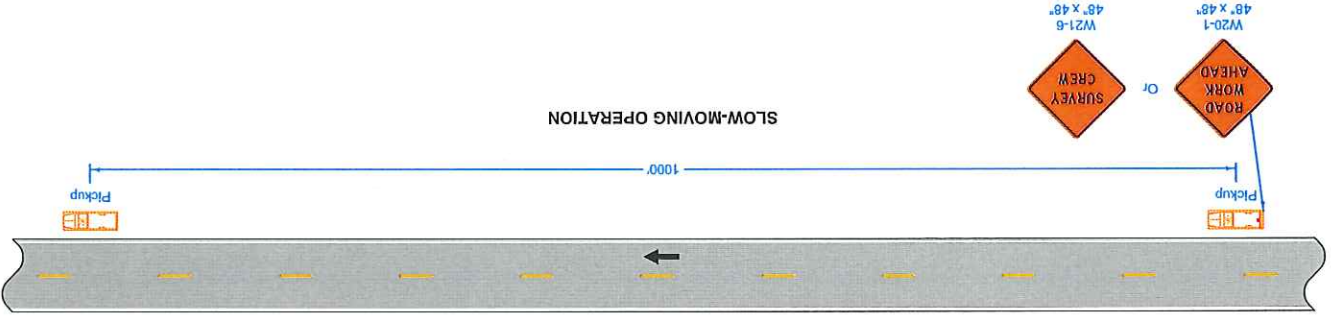 Pickup
Pickup
1000'
SLOW-MOVING OPERATION
ROAD
WORK
AHEAD
Or
SURVEY
CREW
W20-1
48" x 48"
W21-6
48" x 48"